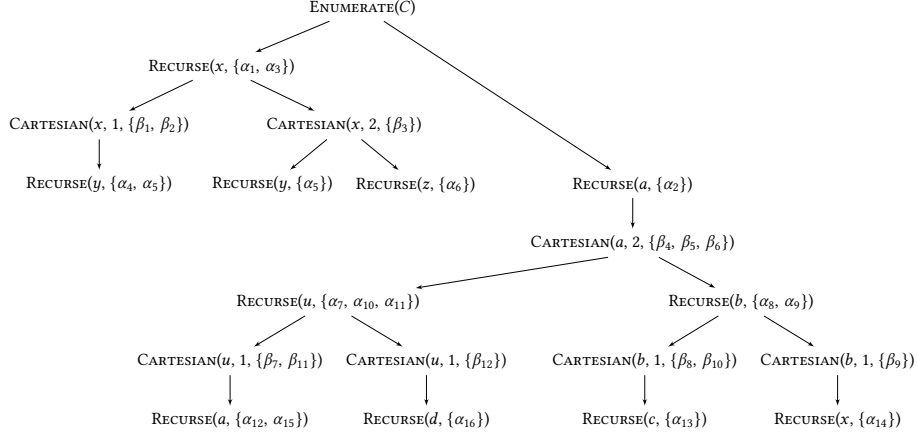 ENUMERATE(C)
RECURSE(x, {α₁, α₃})
CARTESIAN(x, 1, {β₁, β₂}) CARTESIAN(x, 2, {β₃})
RECURSE(y, {α₄, α₅}) RECURSE(y, {α₅}) RECURSE(z, {α₆}) RECURSE(a, {α₂})
CARTESIAN(a, 2, {β₄, β₅, β₆})
RECURSE(u, {α₇, α₁₀, α₁₁}) RECURSE(b, {α₈, α₉})
CARTESIAN(u, 1, {β₇, β₁₁}) CARTESIAN(u, 1, {β₁₂}) CARTESIAN(b, 1, {β₈, β₁₀}) CARTESIAN(b, 1, {β₉})
RECURSE(a, {α₁₂, α₁₅}) RECURSE(d, {α₁₆}) RECURSE(c, {α₁₃}) RECURSE(x, {α₁₄})